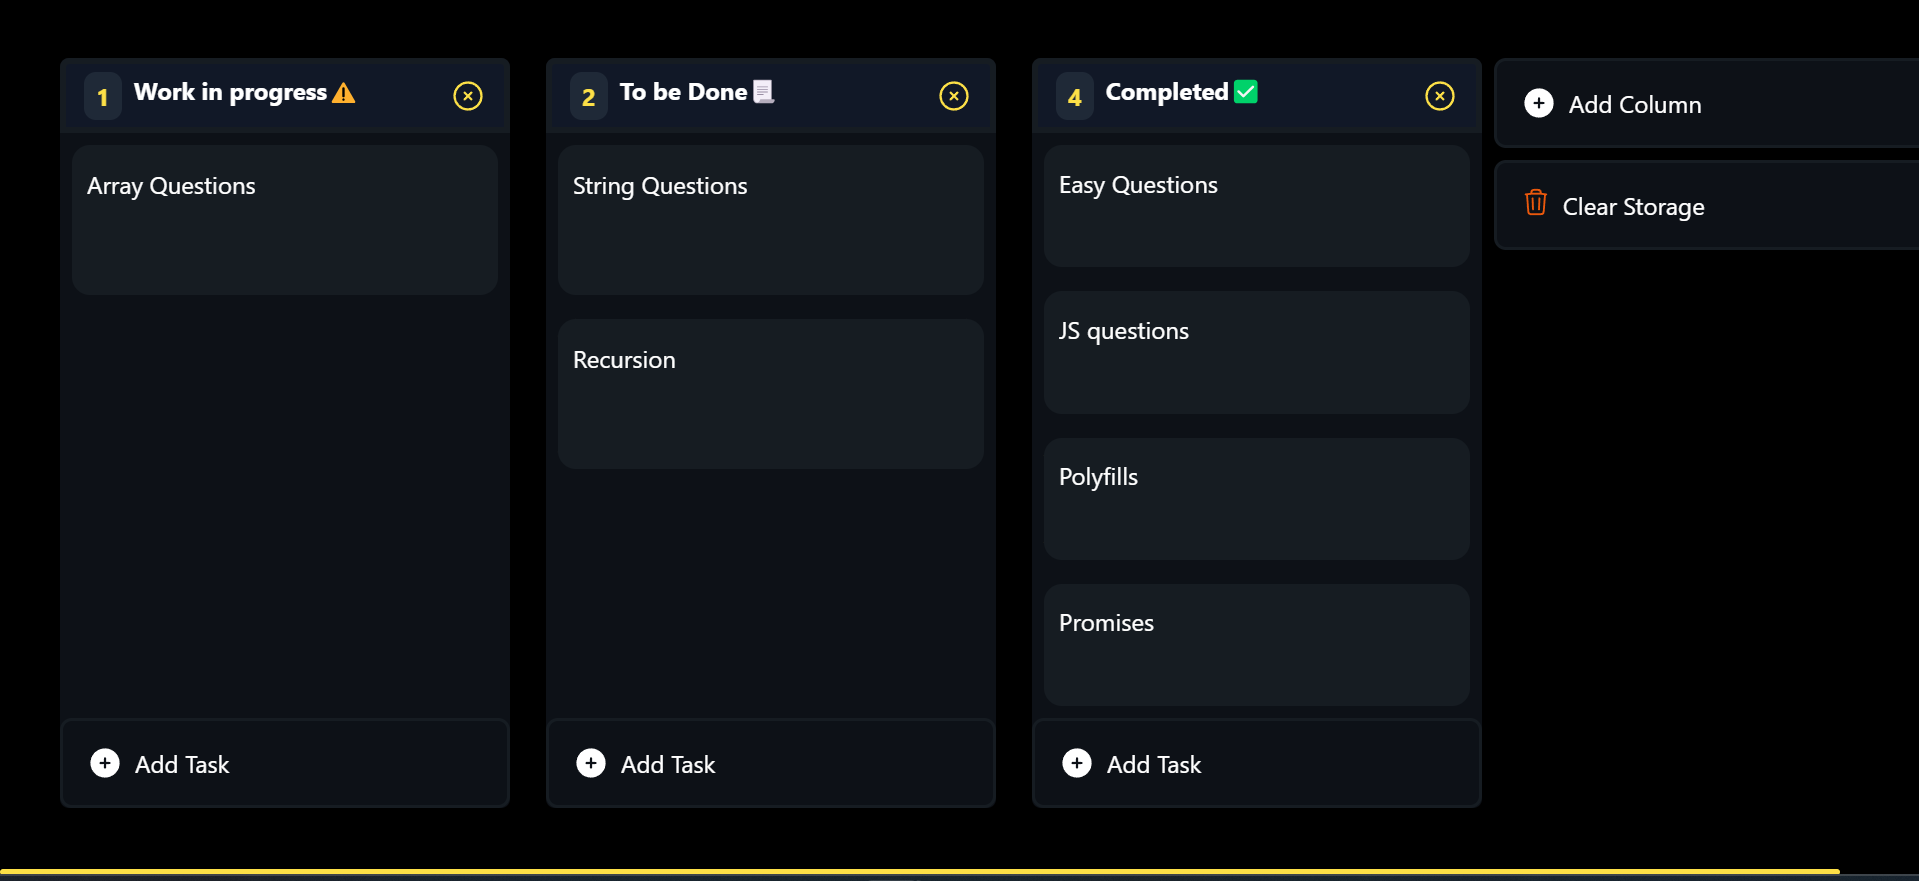 1 Work in progress⚠️
Array Questions
Add Task
2 To be Done📜
String Questions
Recursion
Add Task
4 Completed✅
Easy Questions
JS questions
Polyfills
Promises
Add Task
Add Column
Clear Storage